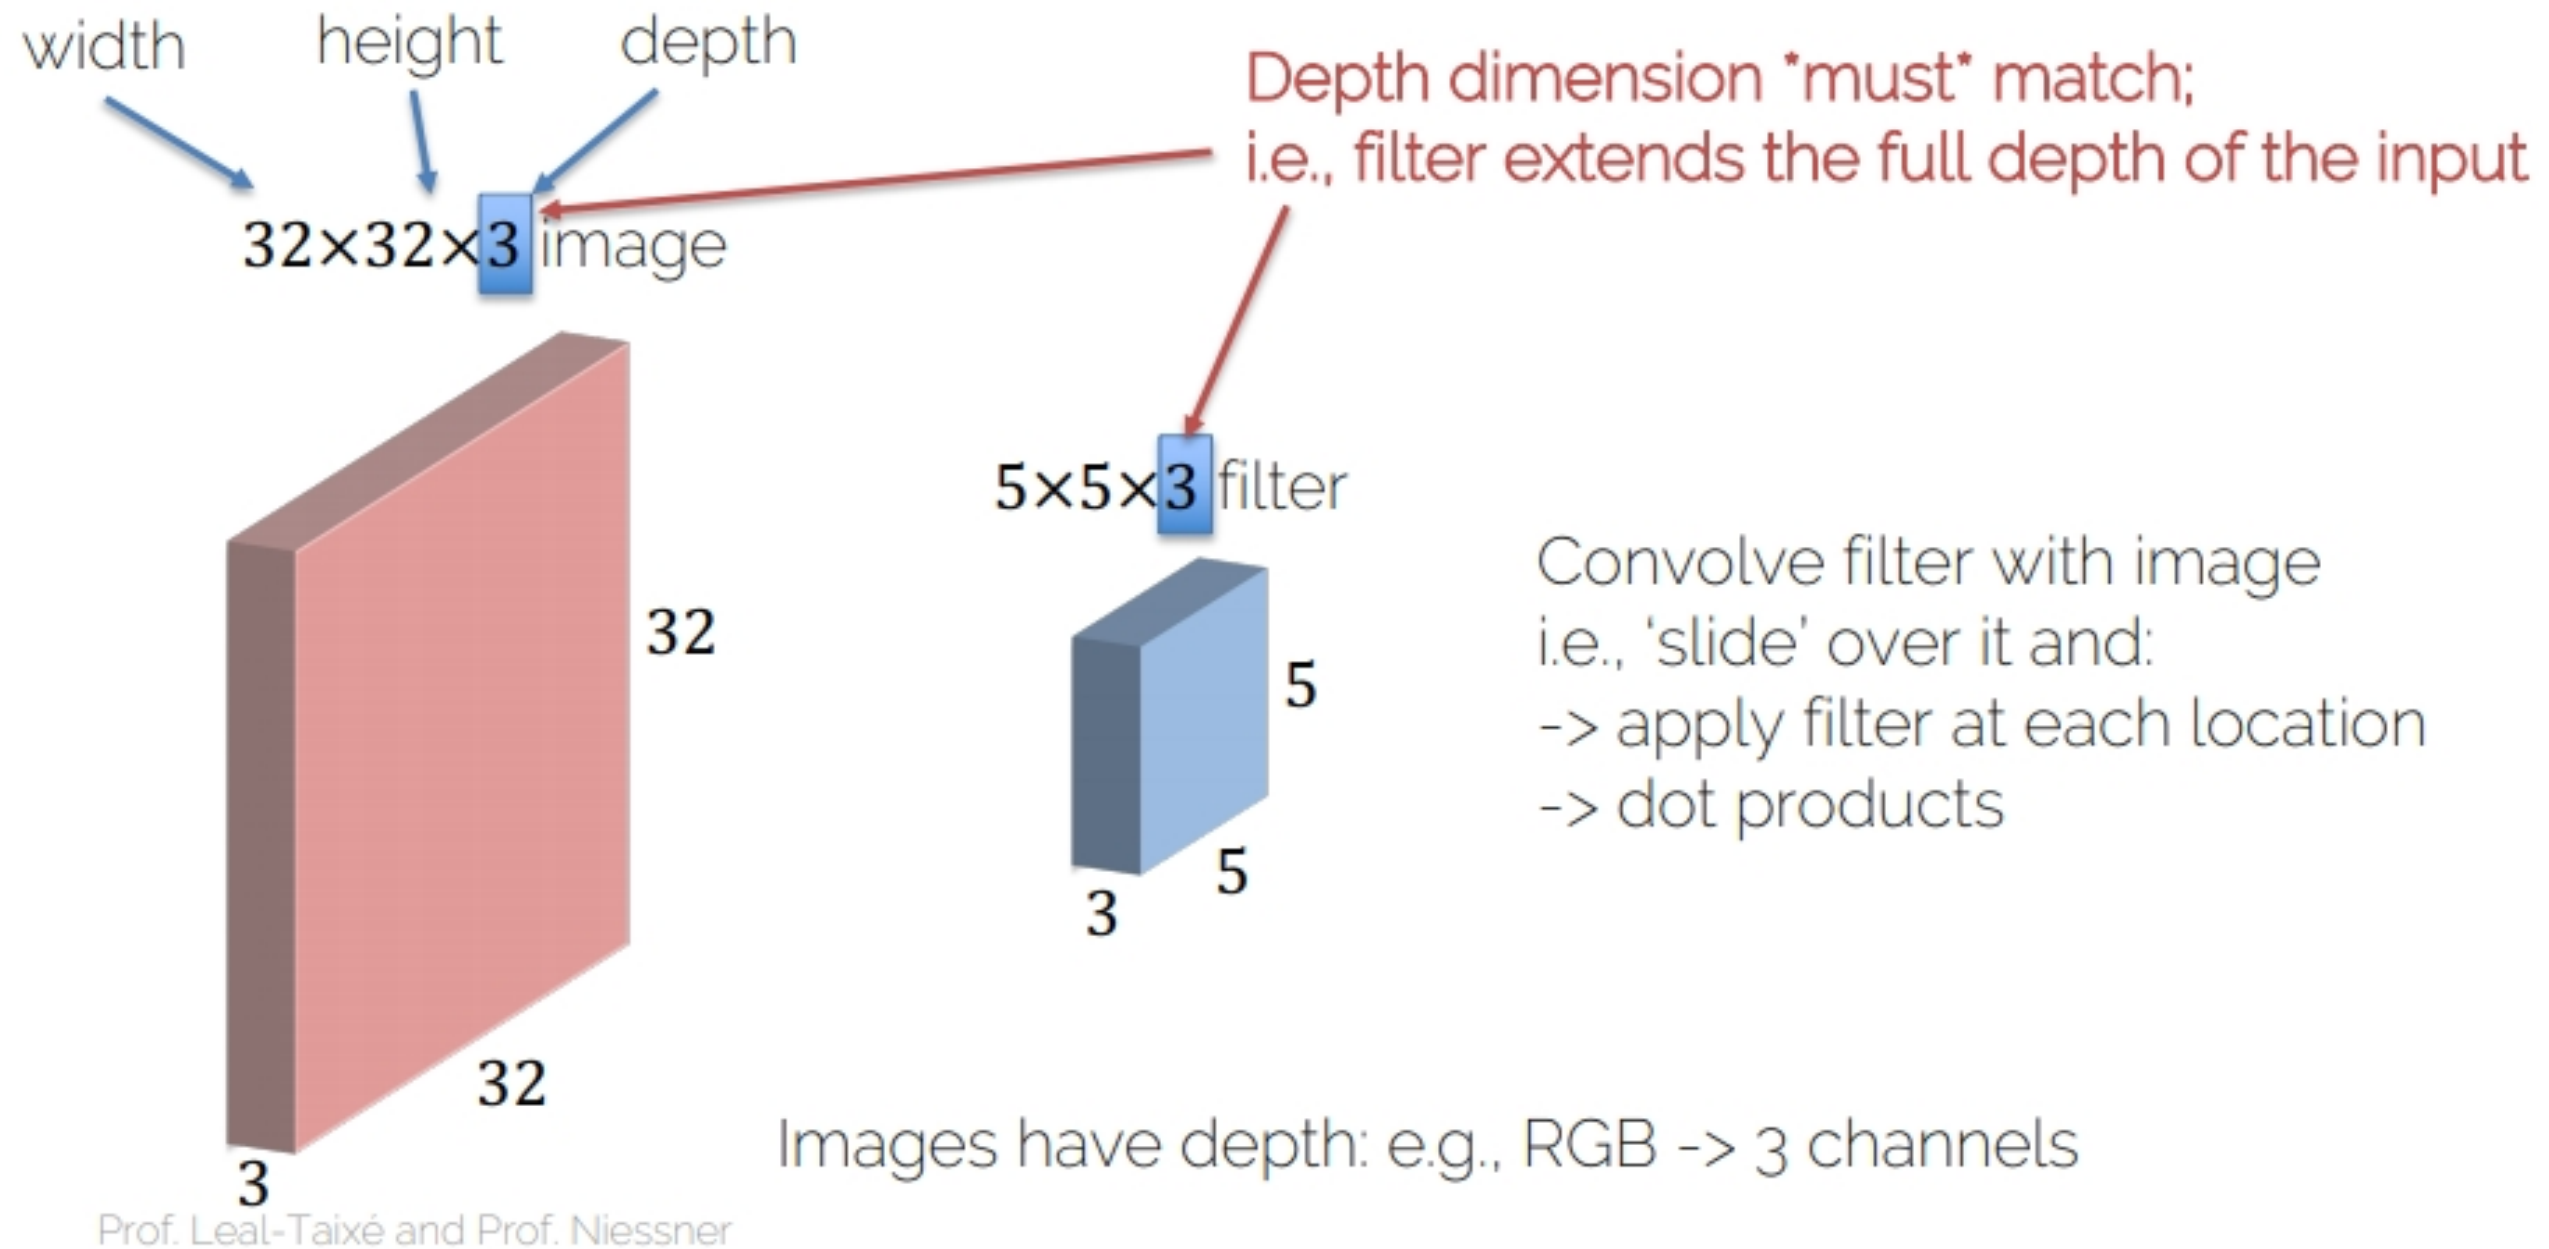 width height depth
Depth dimension *must* match;
i.e., filter extends the full depth of the input
32×32×3 image
5×5×3 filter
32
32
3
5
5
3
Convolve filter with image
i.e., ‘slide’ over it and:
-> apply filter at each location
-> dot products
Images have depth: e.g., RGB -> 3 channels
Prof. Leal-Taixé and Prof. Niessner